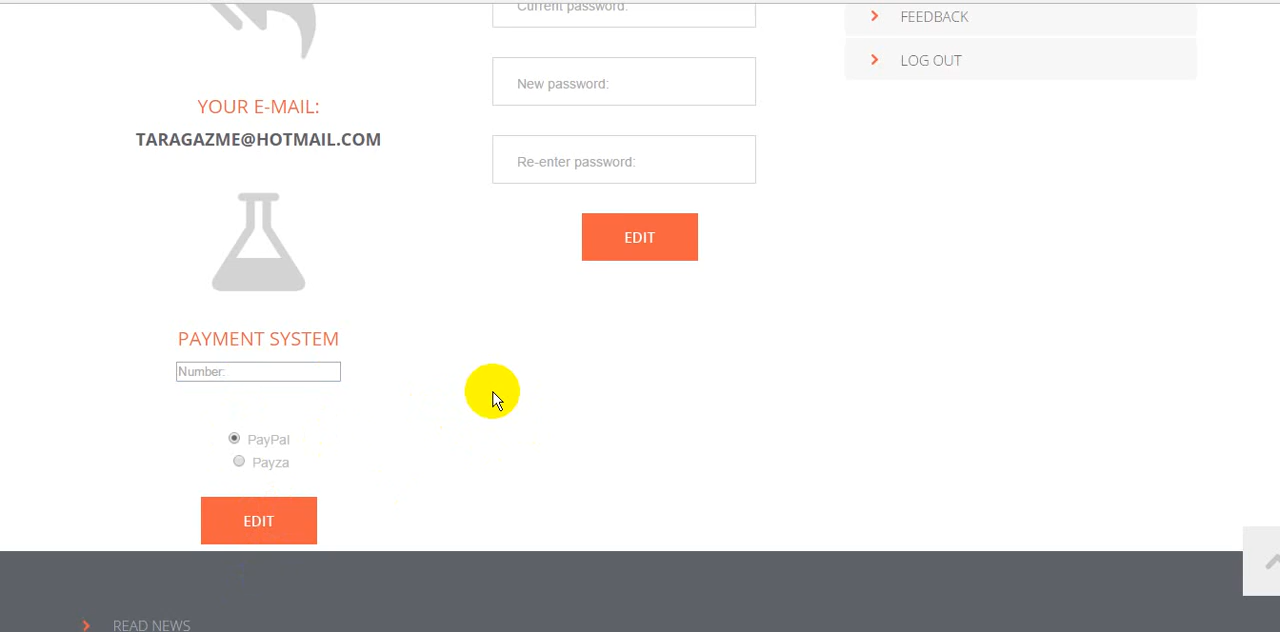 Current password:
FEEDBACK
New password:
LOG OUT
YOUR E-MAIL:
TARAGAZME@HOTMAIL.COM
Re-enter password:
EDIT
PAYMENT SYSTEM
Number:
PayPal
Payza
EDIT
READ NEWS